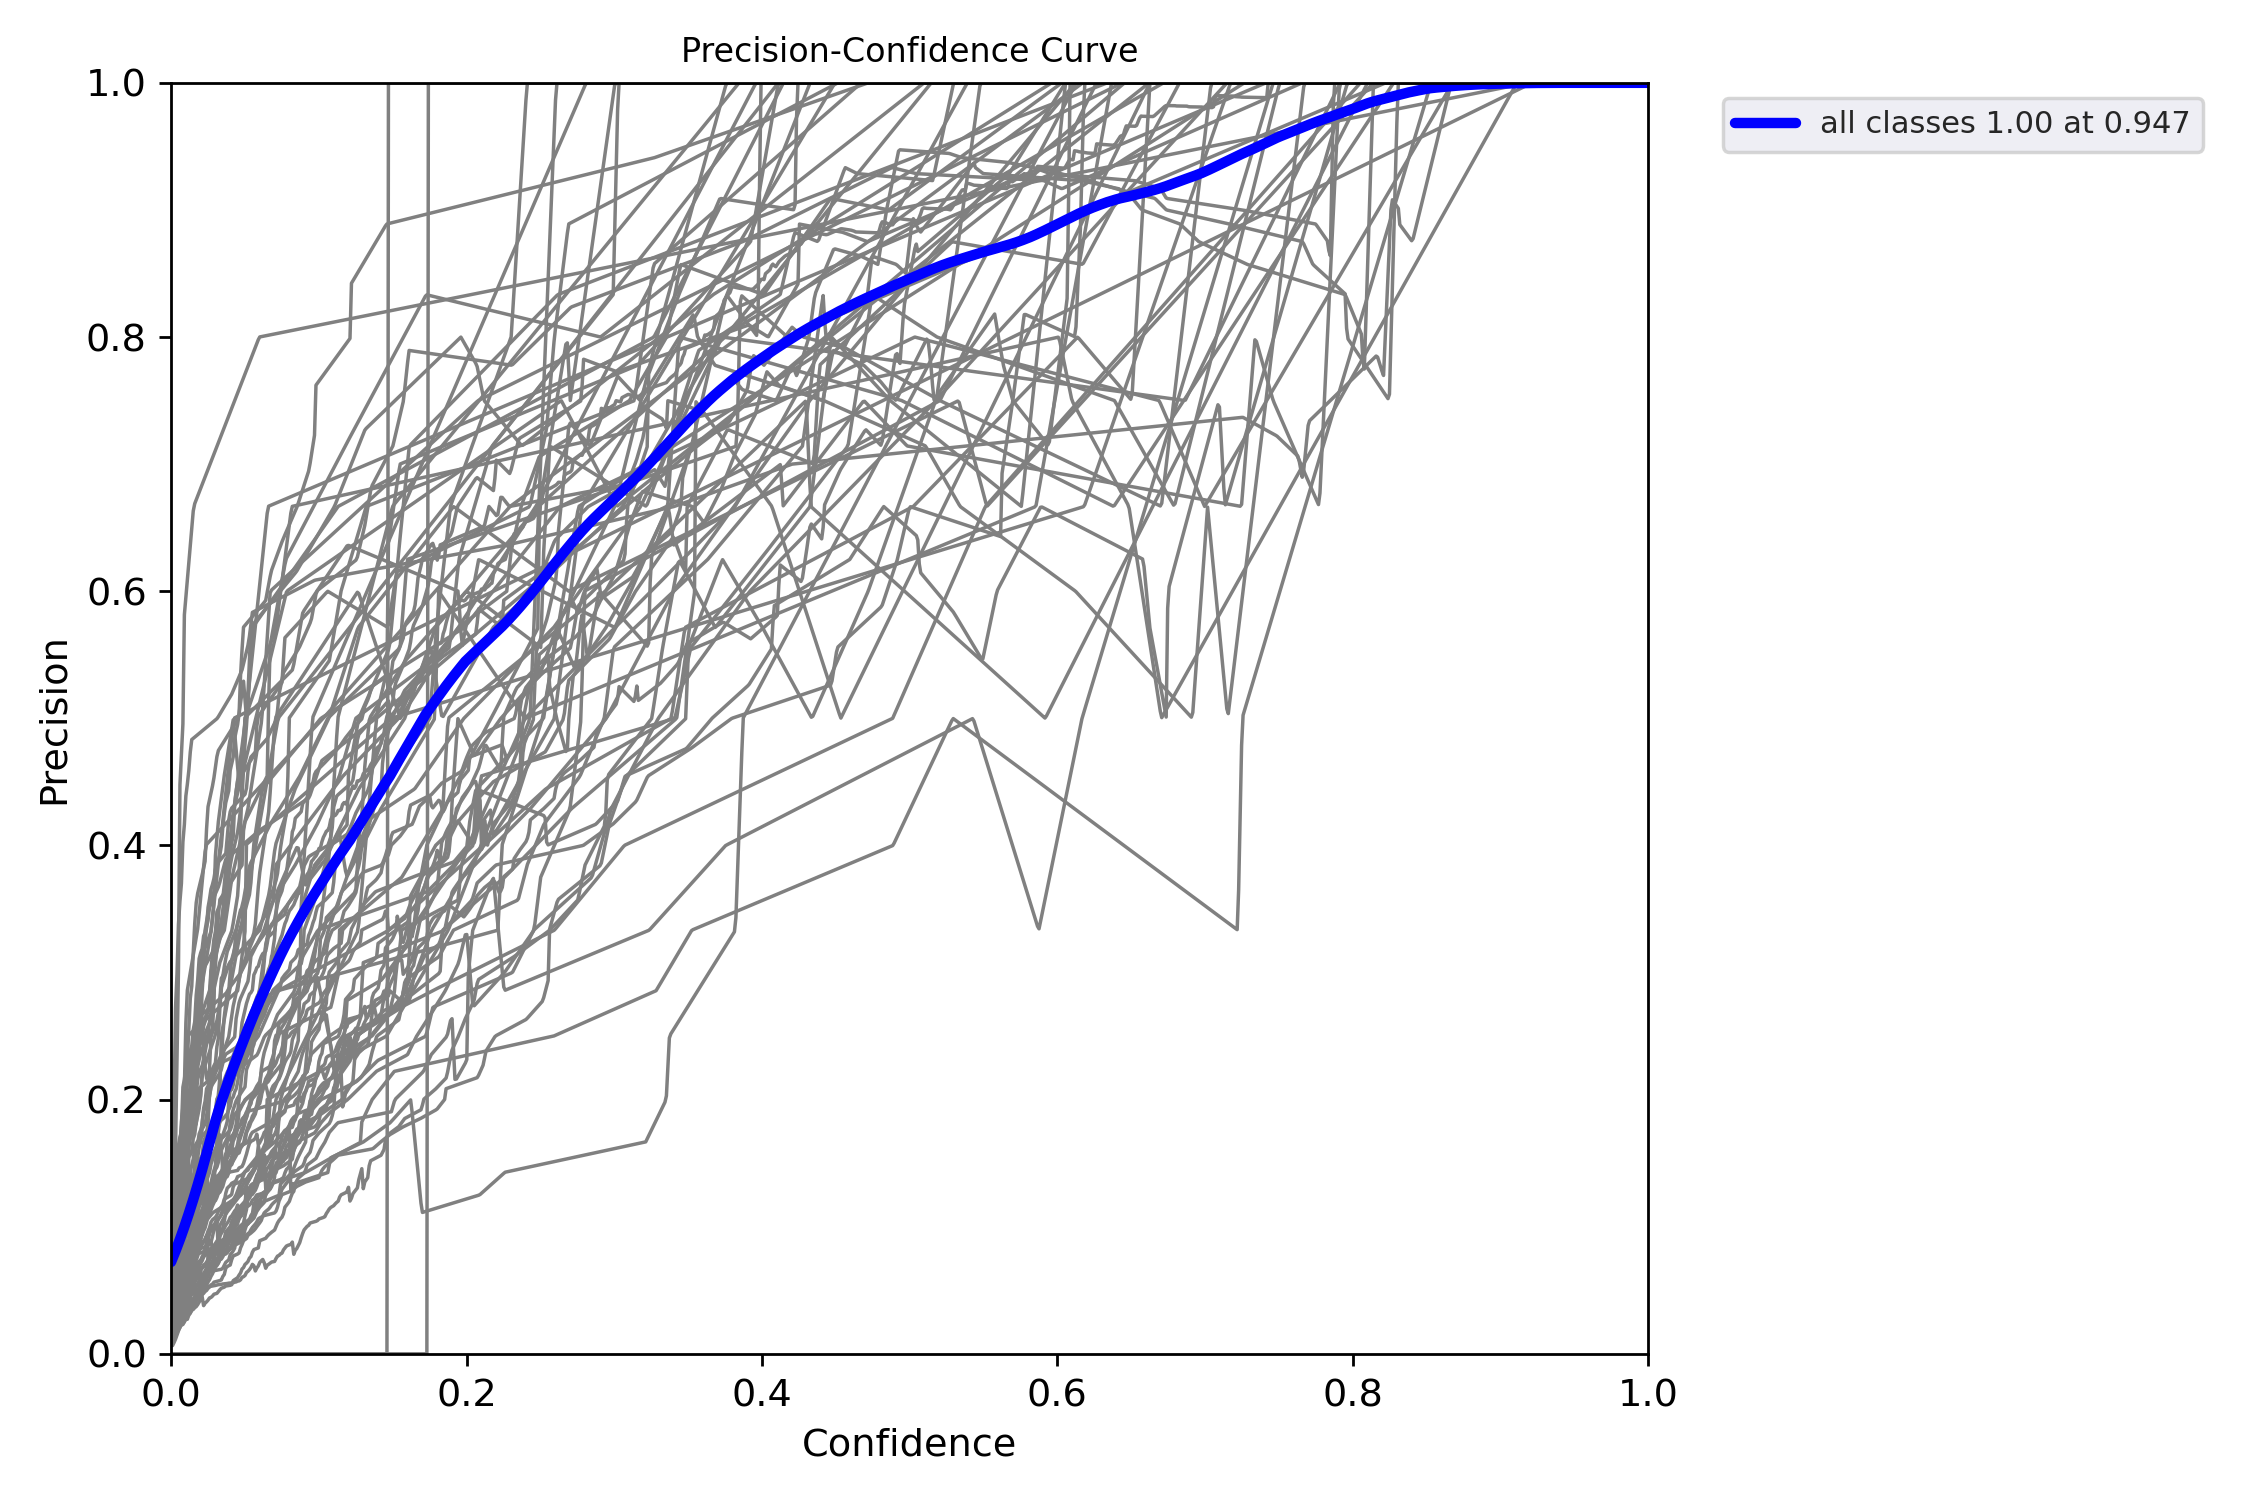 Precision-Confidence Curve
1.0
0.8
0.6
0.4
0.2
0.0
Precision
0.0 0.2 0.4 0.6 0.8 1.0
Confidence
all classes 1.00 at 0.947